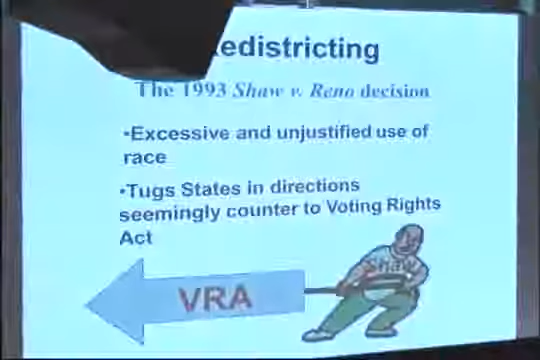 edistricting
The 1993 Shaw v. Reno decision
•Excessive and unjustified use of
race
•Tugs States in directions
seemingly counter to Voting Rights
Act
Shaw
VRA